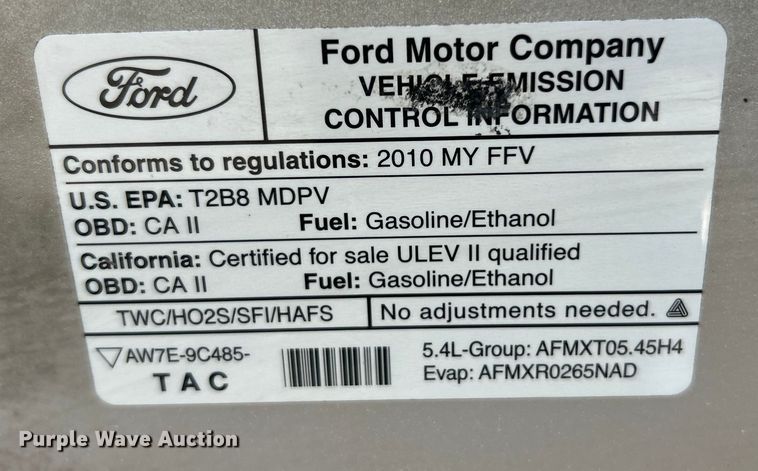 Ford
Ford Motor Company
VEHICLE EMISSION
CONTROL INFORMATION
Conforms to regulations: 2010 MY FFV
U.S. EPA: T2B8 MDPV
OBD: CA II Fuel: Gasoline/Ethanol
California: Certified for sale ULEV II qualified
OBD: CA II Fuel: Gasoline/Ethanol
TWC/HO2S/SFI/HAFS No adjustments needed.
AW7E-9C485- 5.4L-Group: AFMXT05.45H4
TAC Evap: AFMXR0265NAD
Purple Wave Auction